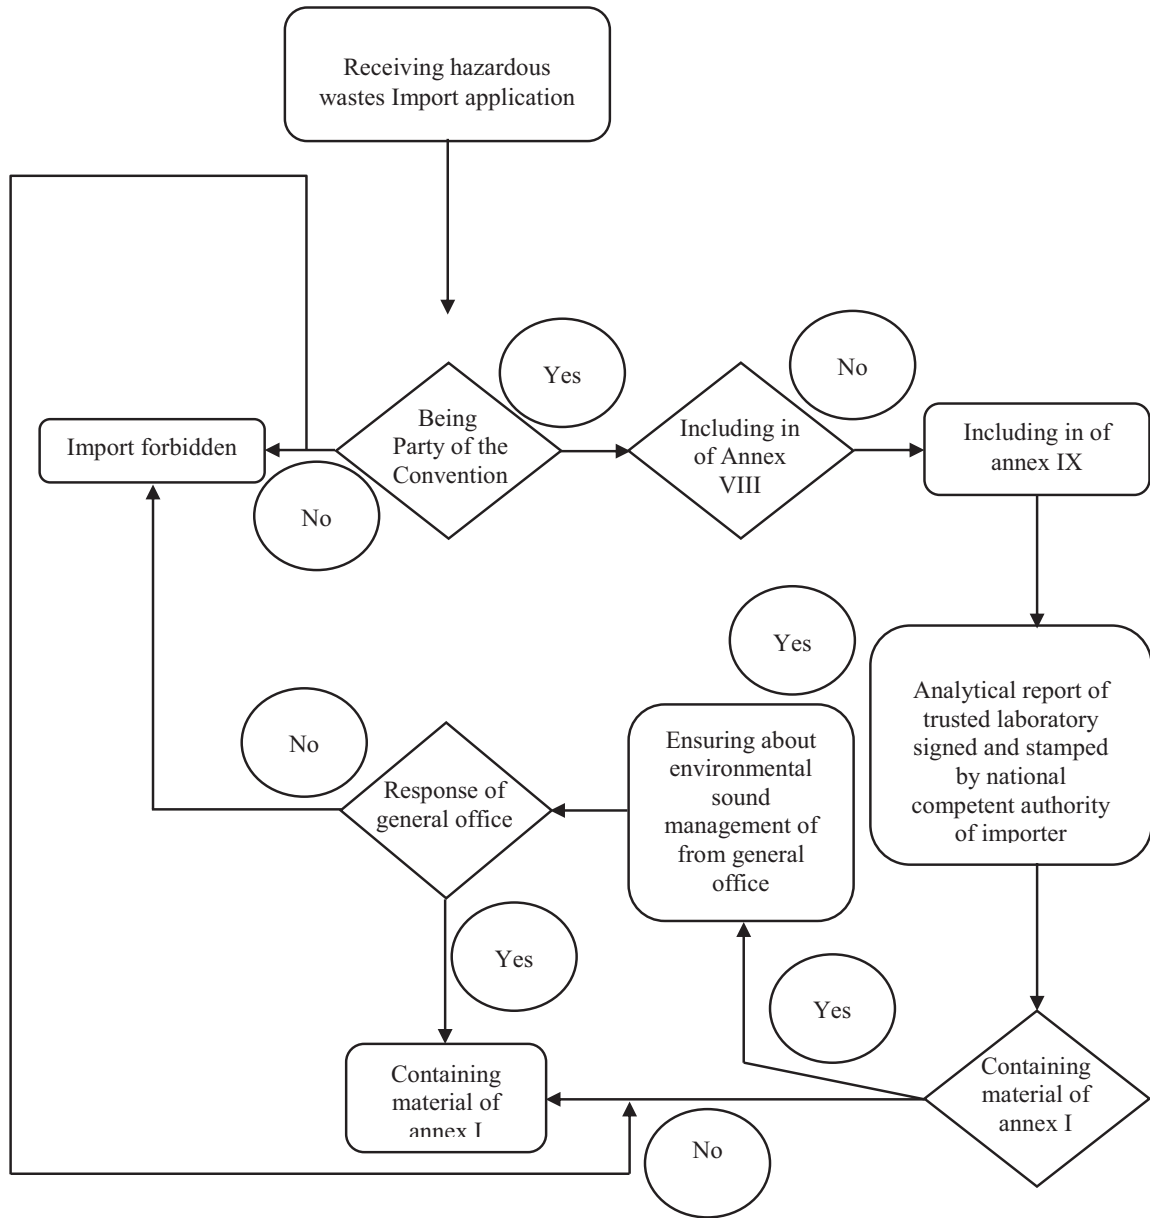 Receiving hazardous
wastes Import application
Yes
No
Being
Party of the
Convention
Including in
of Annex
VIII
Including in of
annex IX
Import forbidden
No
Yes
Analytical report of
trusted laboratory
signed and stamped
by national
competent authority
of importer
Ensuring about
environmental
sound
management of
from general
office
No
Response of
general office
Yes
Yes
Containing
material of
annex I
Containing
material of
annex I
No